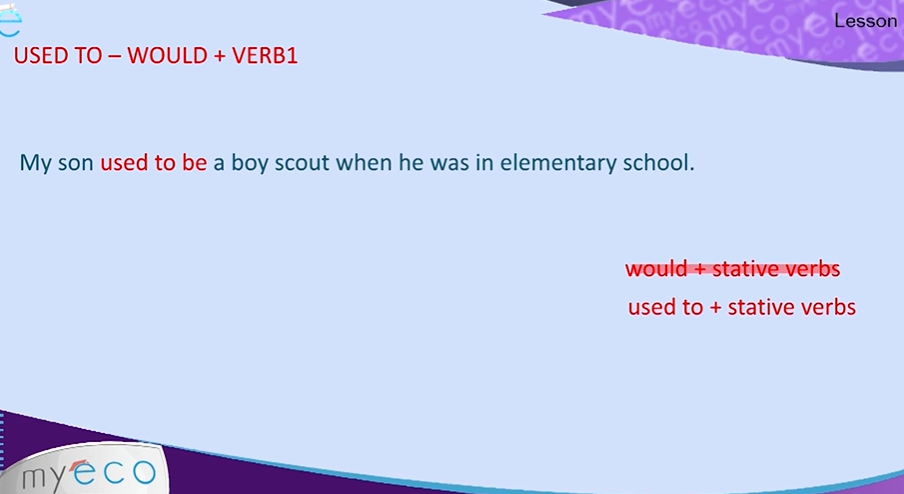 Lesson
USED TO – WOULD + VERB1
My son used to be a boy scout when he was in elementary school.
would + stative verbs
used to + stative verbs
myeco